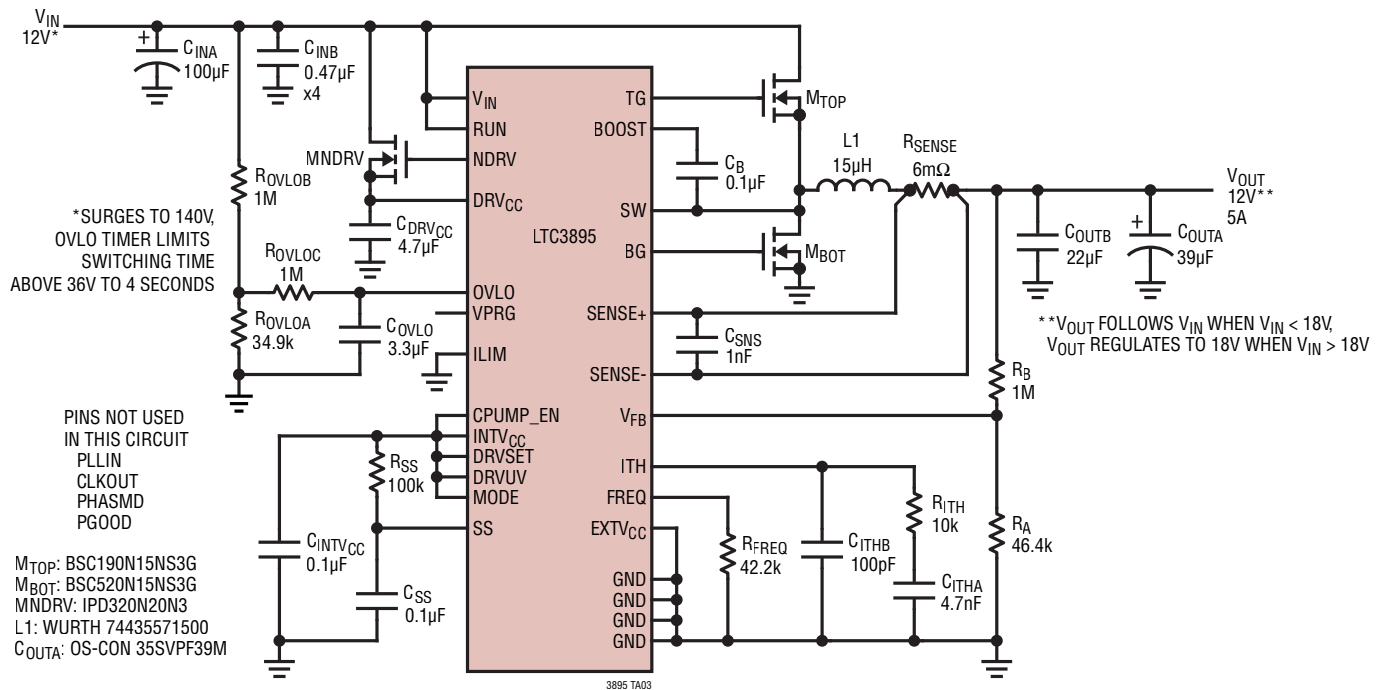 VIN
12V*
+
CINA
100µF
CINB
0.47µF
x4
ROVLOB
1M
MNDRV
*SURGES TO 140V,
OVLO TIMER LIMITS
SWITCHING TIME
ABOVE 36V TO 4 SECONDS
ROVLOC
1M
CDRVCC
4.7µF
ROVLOA
34.9k
COVLO
3.3µF
VIN
RUN
NDRV
DRVCC
OVLO
VPRG
ILIM
CPUMP_EN
INTVCC
DRVSET
DRVUV
MODE
SS
LTC3895
TG
BOOST
SW
BG
SENSE+
SENSE-
VFB
ITH
FREQ
EXTVCC
GND
GND
GND
GND
MTOP
CB
0.1µF
L1
15µH
RSENSE
6mΩ
MBOT
CSNS
1nF
VOUT
12V**
5A
COUTB
22µF
+
COUTA
39µF
**VOUT FOLLOWS VIN WHEN VIN < 18V,
VOUT REGULATES TO 18V WHEN VIN > 18V
RB
1M
RA
46.4k
RITH
10k
CITHA
4.7nF
CITHB
100pF
RFREQ
42.2k
PINS NOT USED
IN THIS CIRCUIT
PLLIN
CLKOUT
PHASMD
PGOOD
RSS
100k
CINTVCC
0.1µF
CSS
0.1µF
MTOP: BSC190N15NS3G
MBOT: BSC520N15NS3G
MNDRV: IPD320N20N3
L1: WURTH 74435571500
COUTA: OS-CON 35SVPF39M
3895 TA03